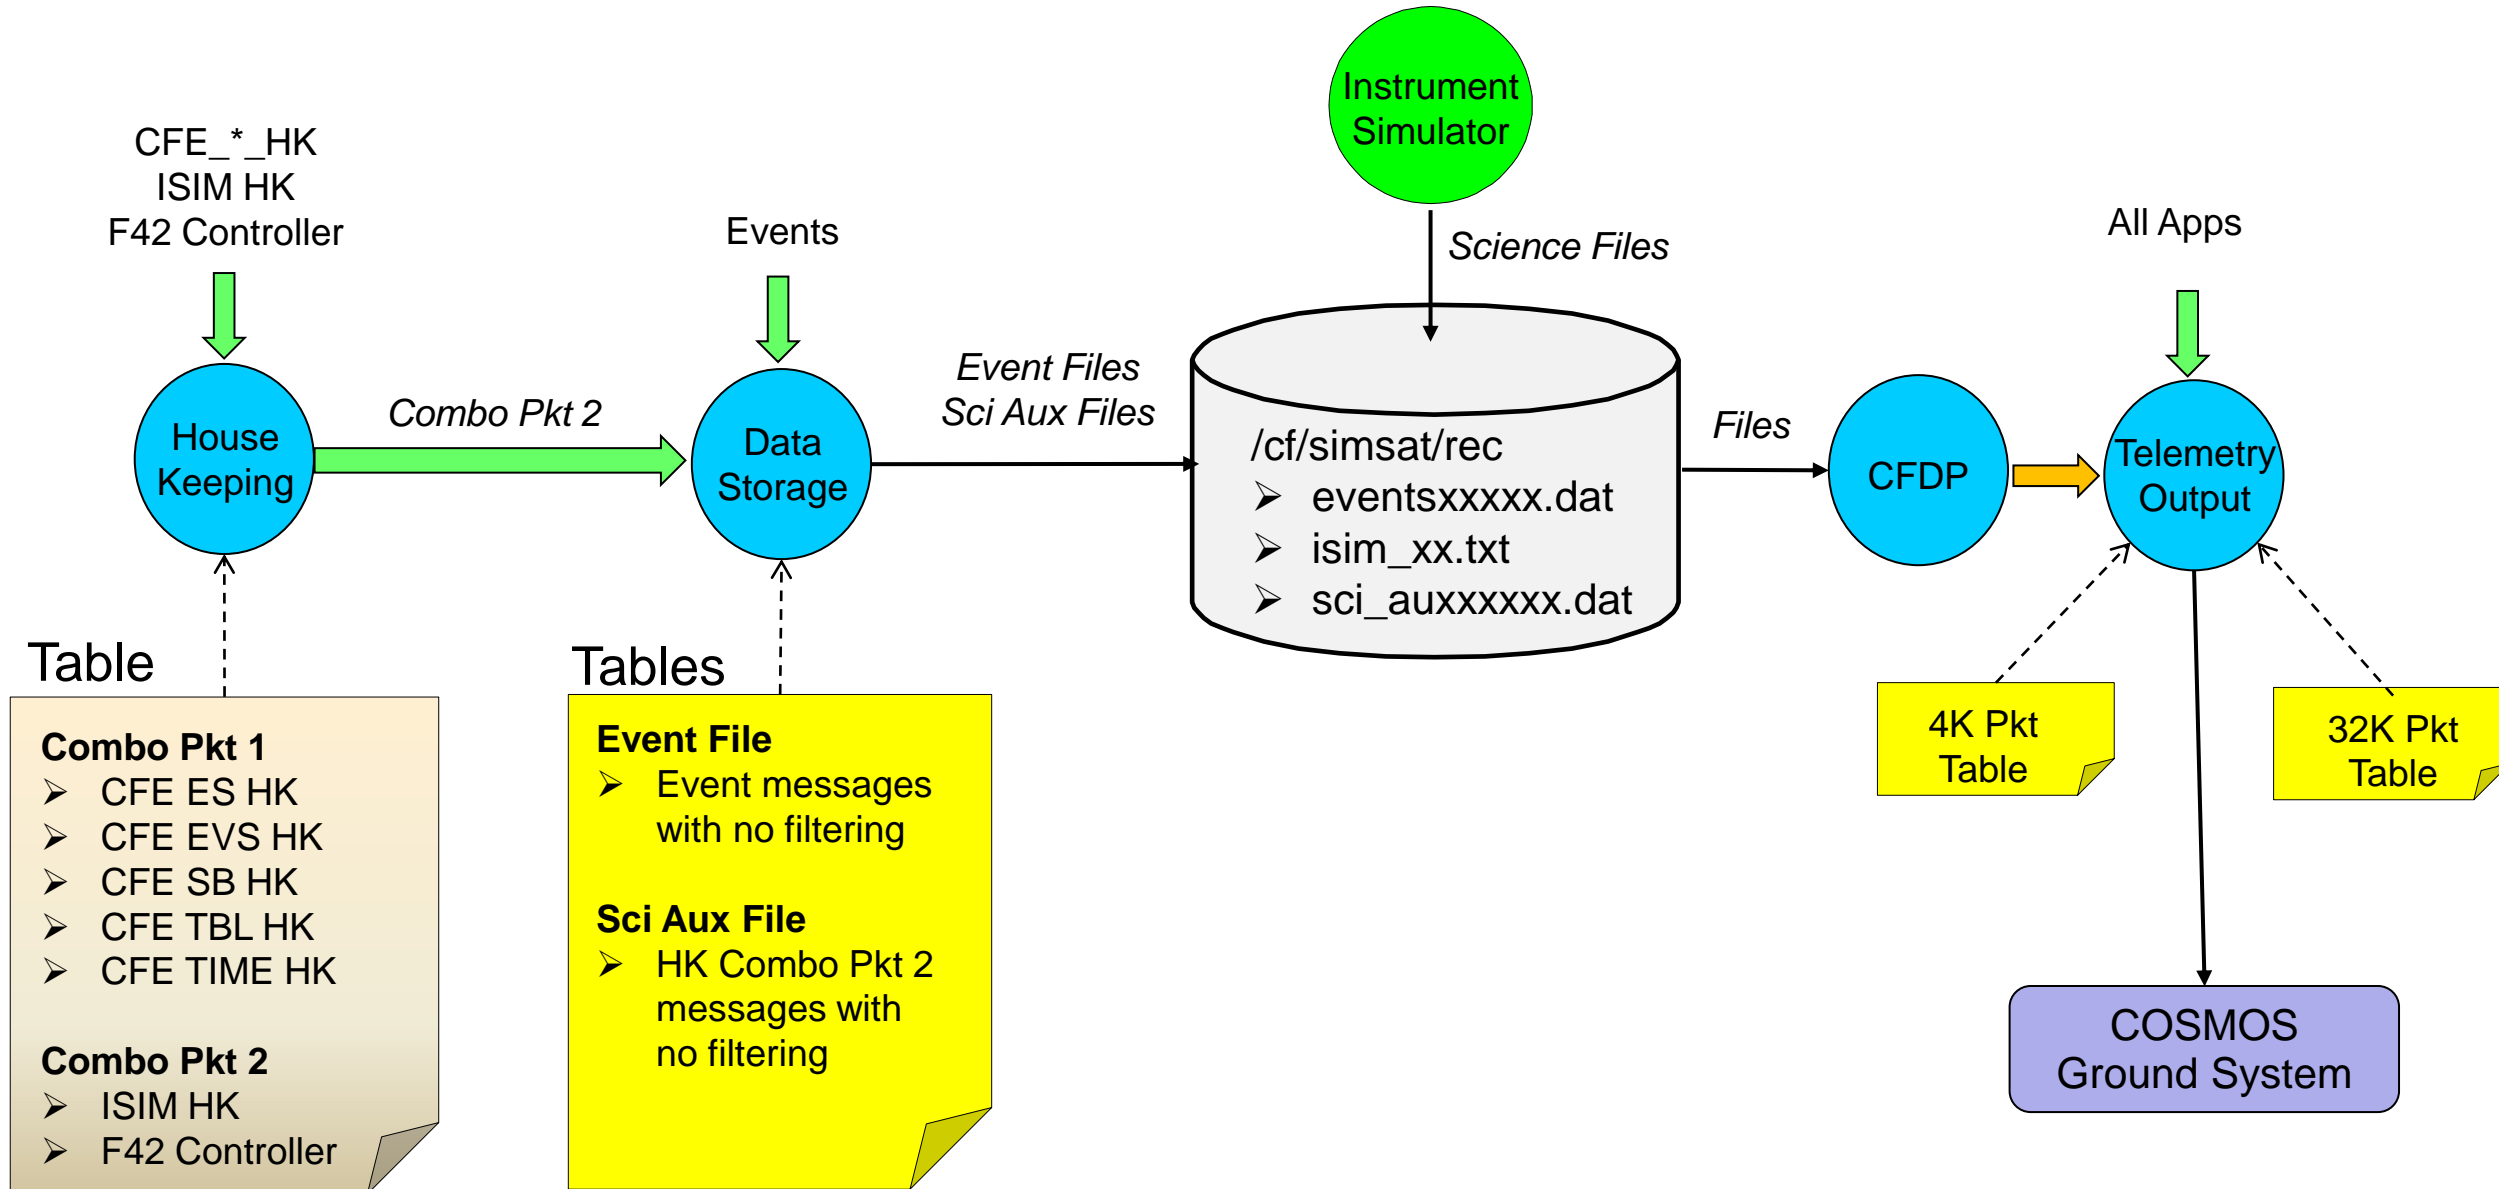 Instrument
Simulator
CFE_*_HK
ISIM HK
F42 Controller
Events
Science Files
All Apps
House
Keeping
Combo Pkt 2
Data
Storage
Event Files
Sci Aux Files
/cf/simsat/rec
➢ eventsxxxxx.dat
➢ isim_xx.txt
➢ sci_auxxxxxx.dat
Files
CFDP
Telemetry
Output
Table
Combo Pkt 1
➢ CFE ES HK
➢ CFE EVS HK
➢ CFE SB HK
➢ CFE TBL HK
➢ CFE TIME HK
Combo Pkt 2
➢ ISIM HK
➢ F42 Controller
Tables
Event File
➢ Event messages
with no filtering
Sci Aux File
➢ HK Combo Pkt 2
messages with
no filtering
4K Pkt
Table
32K Pkt
Table
COSMOS
Ground System